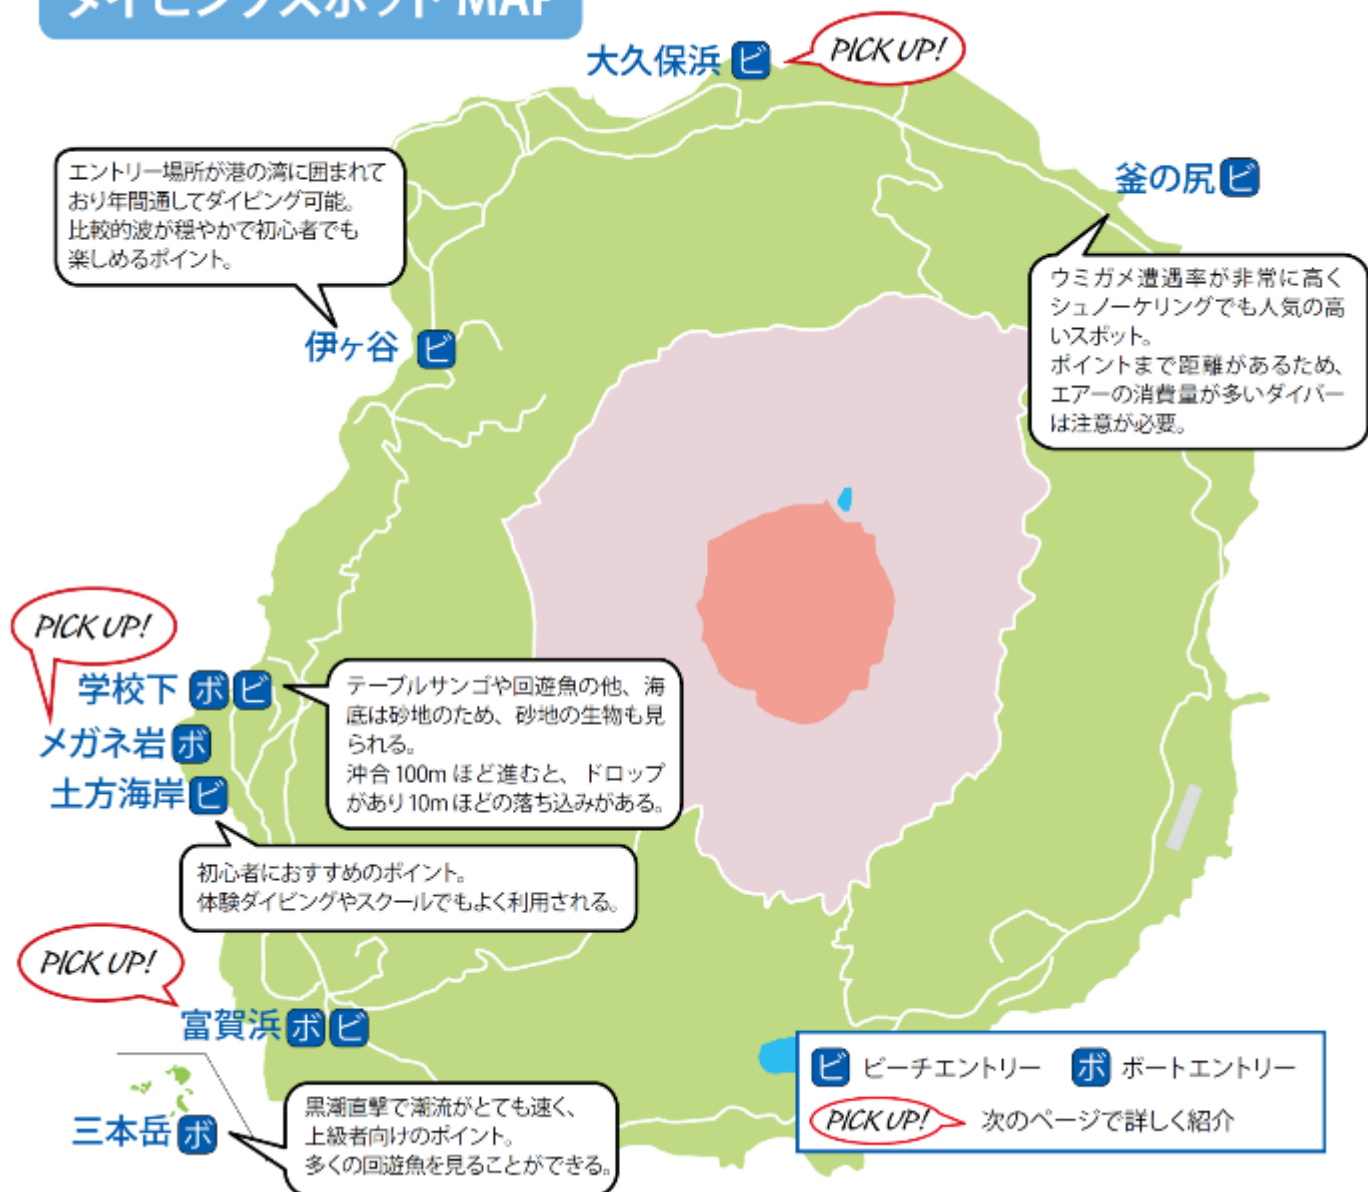 ダイビングスポット MAP
大久保浜 ビ
PICK UP!
釜の尻 ビ
エントリー場所が港の湾に囲まれて
おり年間通してダイビング可能。
比較的波が穏やかで初心者でも
楽しめるポイント。
ウミガメ遭遇率が非常に高く
シュノーケリングでも人気の高
いスポット。
ポイントまで距離があるため、
エアーの消費量が多いダイバー
は注意が必要。
伊ヶ谷 ビ
PICK UP!
学校下 ボ ビ
メガネ岩 ボ
土方海岸 ビ
テーブルサンゴや回遊魚の他、海
底は砂地のため、砂地の生物も見
られる。
沖合100mほど進むと、ドロップ
があり10mほどの落ち込みがある。
初心者におすすめのポイント。
体験ダイビングやスクールでもよく利用される。
PICK UP!
富賀浜 ボ ビ
三本岳 ボ
黒潮直撃で潮流がとても速く、
上級者向けのポイント。
多くの回遊魚を見ることができる。
ビ ビーチエントリー ボ ボートエントリー
PICK UP! 次のページで詳しく紹介